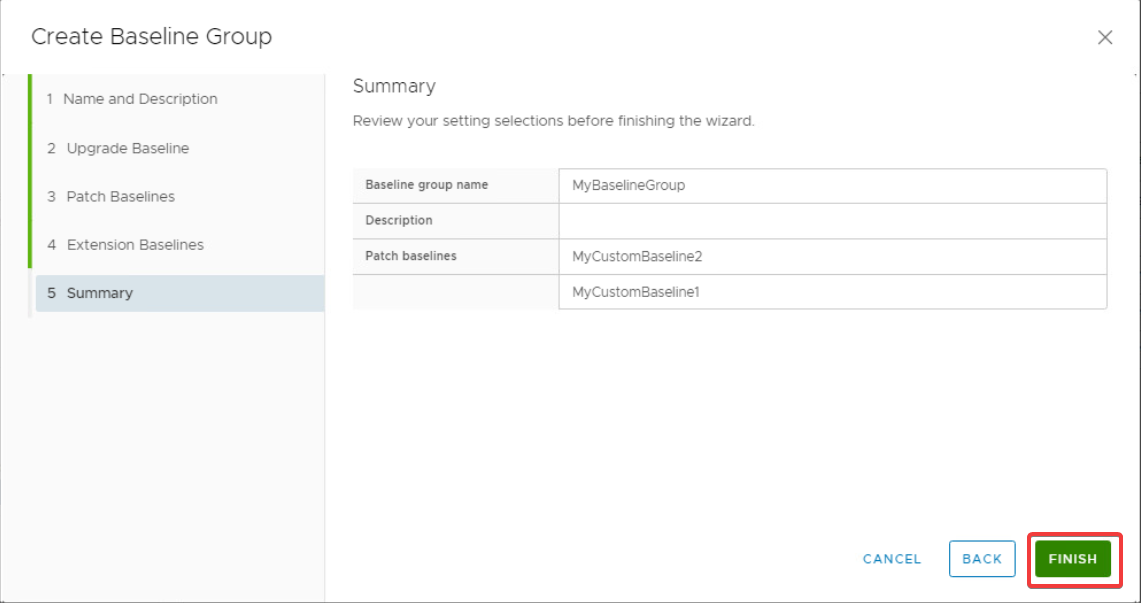 Create Baseline Group
1 Name and Description
2 Upgrade Baseline
3 Patch Baselines
4 Extension Baselines
5 Summary
Summary
Review your setting selections before finishing the wizard.
Baseline group name MyBaselineGroup
Description
Patch baselines MyCustomBaseline2
MyCustomBaseline1
CANCEL BACK FINISH